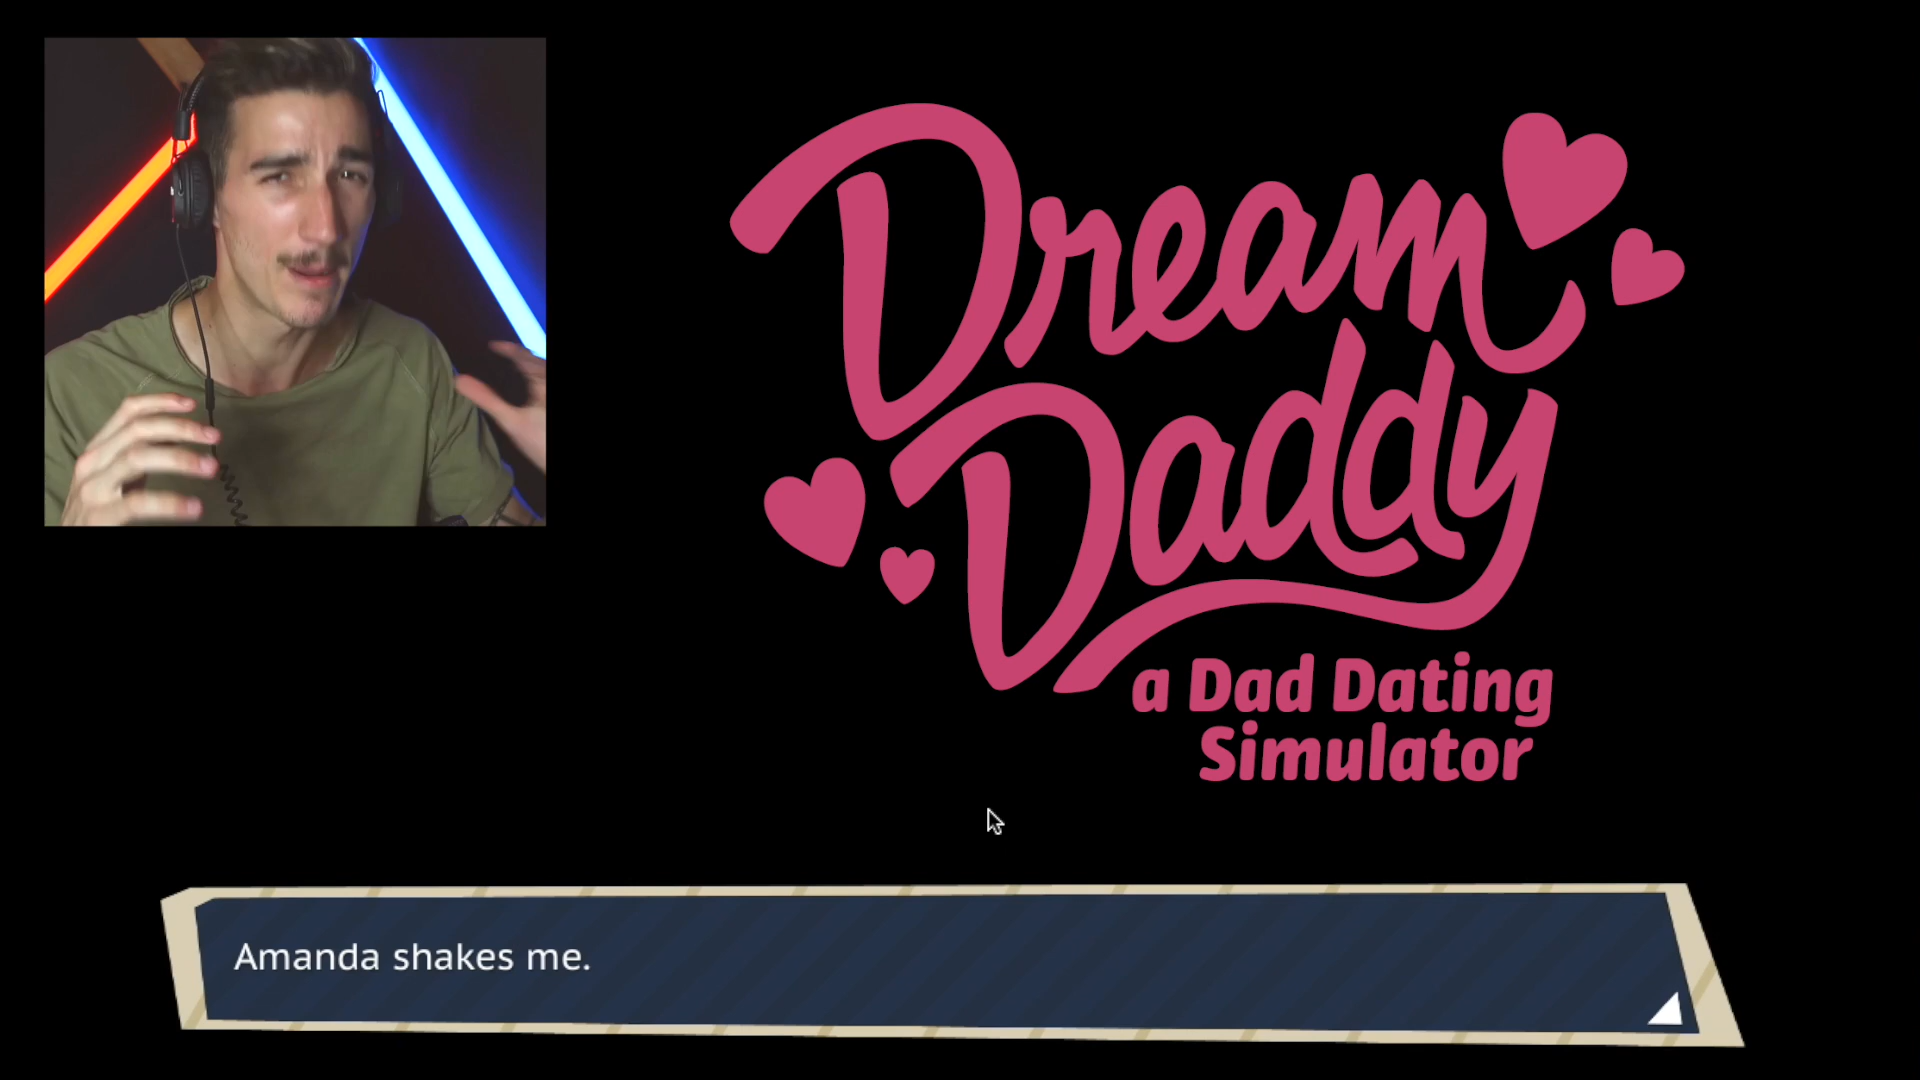 Dream
Daddy
a Dad Dating
Simulator
Amanda shakes me.